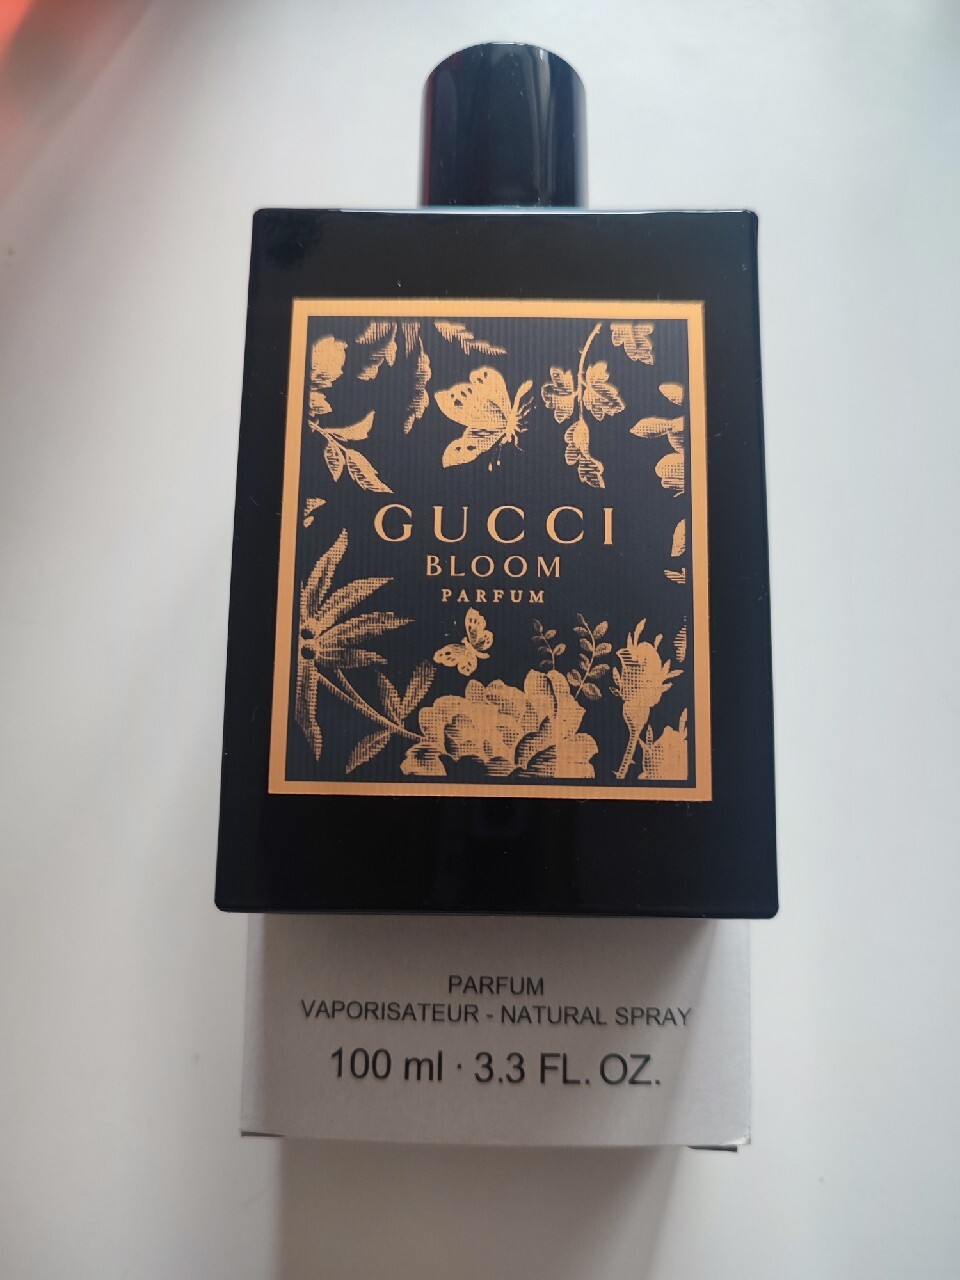 GUCCI
BLOOM
PARFUM
PARFUM
VAPORISATEUR - NATURAL SPRAY
100 ml · 3.3 FL. OZ.